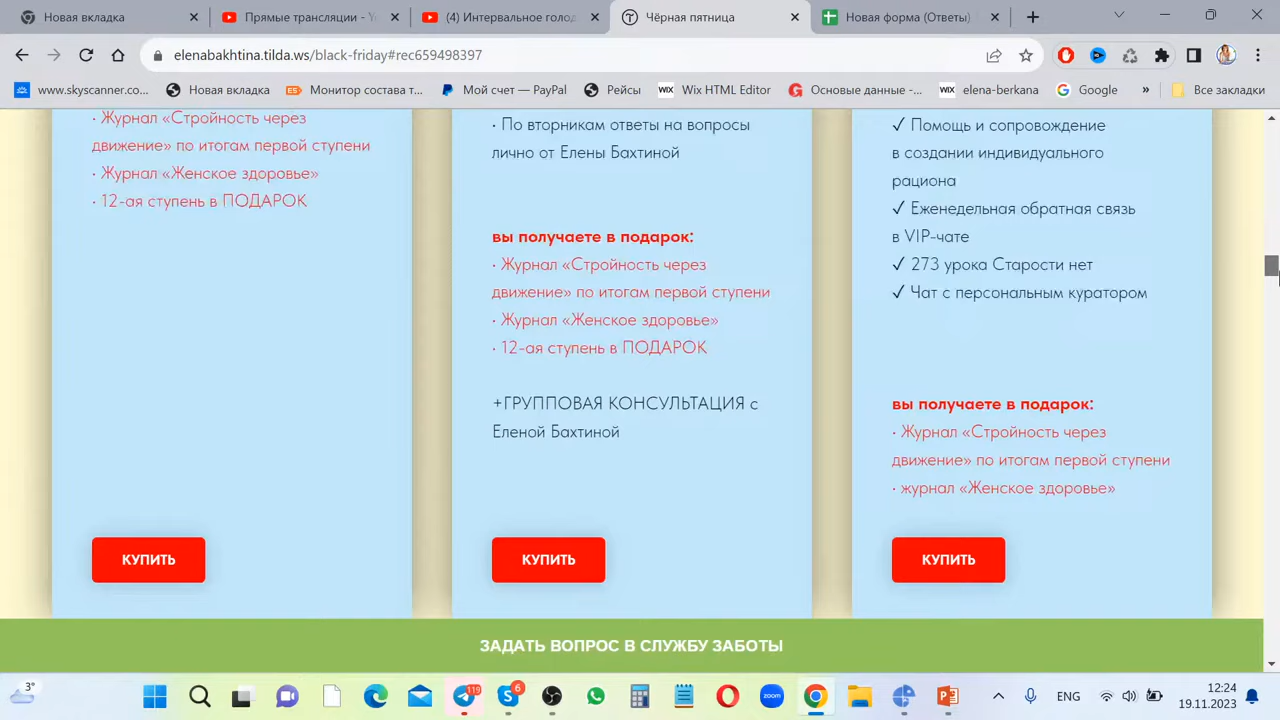 Новая вкладка
Прямые трансляции - Yo
(4) Интервальное голод
Чёрная пятница
Новая форма (Ответы)
elenabakhtina.tilda.ws/black-friday#rec659498397
www.skyscanner.co...
Новая вкладка
Монитор состава т...
Мой счет — PayPal
Рейсы
Wix HTML Editor
Основые данные -...
elena-berkana
Google
»
Все закладки
• Журнал «Стройность через
движение» по итогам первой ступени
• Журнал «Женское здоровье»
• 12-ая ступень в ПОДАРОК
КУПИТЬ
• По вторникам ответы на вопросы
лично от Елены Бахтиной
вы получаете в подарок:
• Журнал «Стройность через
движение» по итогам первой ступени
• Журнал «Женское здоровье»
• 12-ая ступень в ПОДАРОК
+ГРУППОВАЯ КОНСУЛЬТАЦИЯ с
Еленой Бахтиной
КУПИТЬ
✓ Помощь и сопровождение
в создании индивидуального
рациона
✓ Еженедельная обратная связь
в VIP-чате
✓ 273 урока Старости нет
✓ Чат с персональным куратором
вы получаете в подарок:
• Журнал «Стройность через
движение» по итогам первой ступени
• журнал «Женское здоровье»
КУПИТЬ
ЗАДАТЬ ВОПРОС В СЛУЖБУ ЗАБОТЫ
3°
119
6
zoom
ENG
12:24
19.11.2023